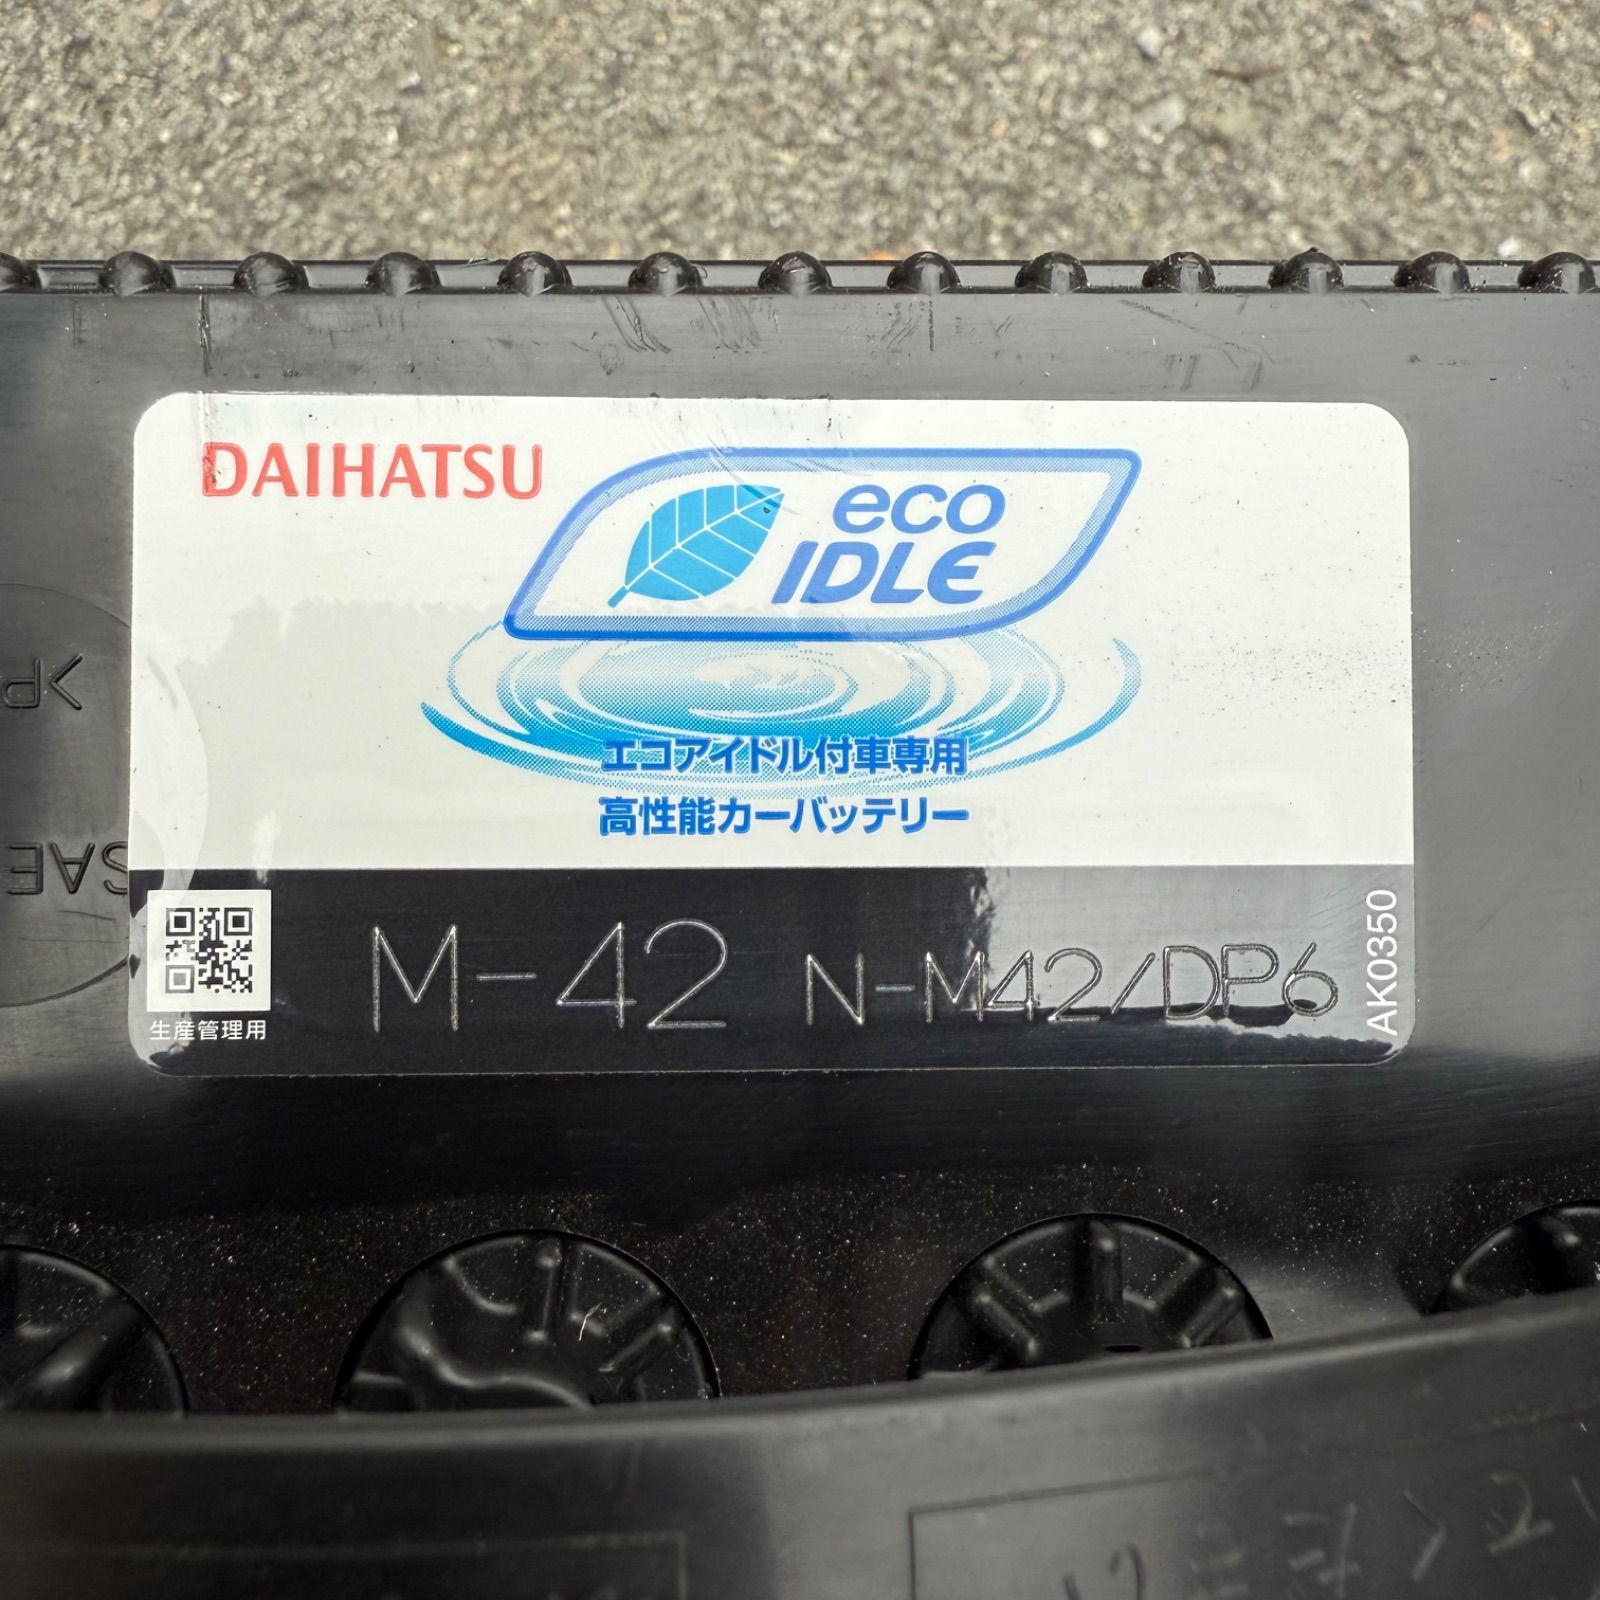 DAIHATSU
eco
IDLE
エコアイドル付車専用
高性能カーバッテリー
M-42 N-M42/DP6
AK0350
生産管理用
>P
SAE